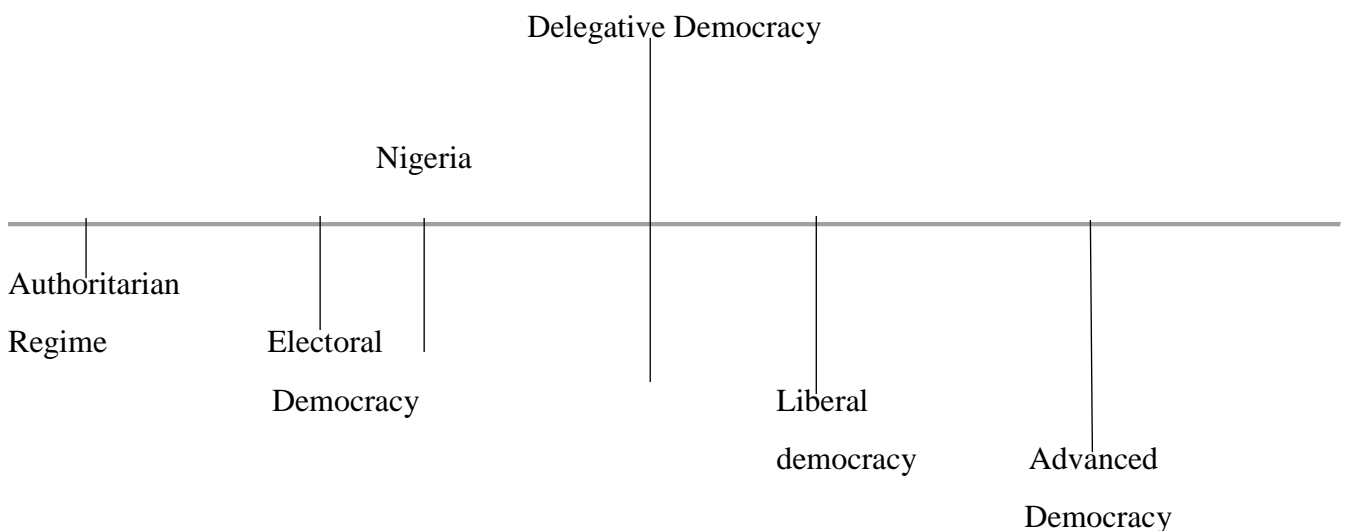 Delegative Democracy
Nigeria
Authoritarian
Regime
Electoral
Democracy
Liberal
democracy
Advanced
Democracy